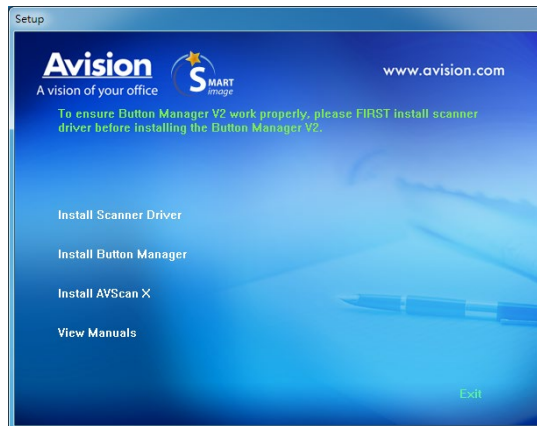 Setup
Avision
A vision of your office
SMART
image
www.avision.com
To ensure Button Manager V2 work properly, please FIRST install scanner
driver before installing the Button Manager V2.
Install Scanner Driver
Install Button Manager
Install AVScan X
View Manuals
Exit